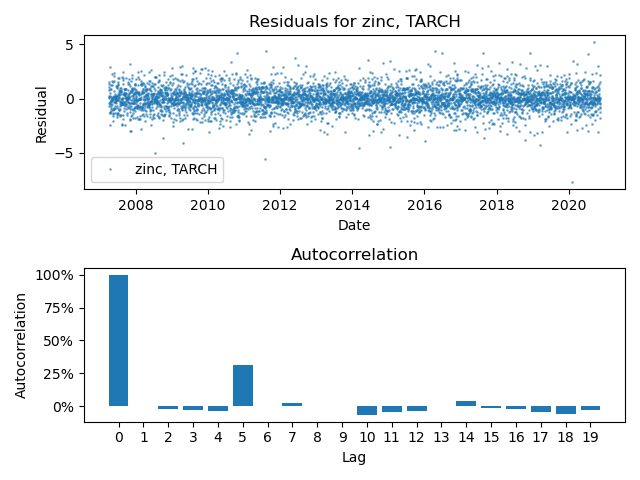 Residuals for zinc, TARCH
Residual
5
0
−5
zinc, TARCH
2008 2010 2012 2014 2016 2018 2020
Date
Autocorrelation
Autocorrelation
100%
75%
50%
25%
0%
0 1 2 3 4 5 6 7 8 9 10 11 12 13 14 15 16 17 18 19
Lag